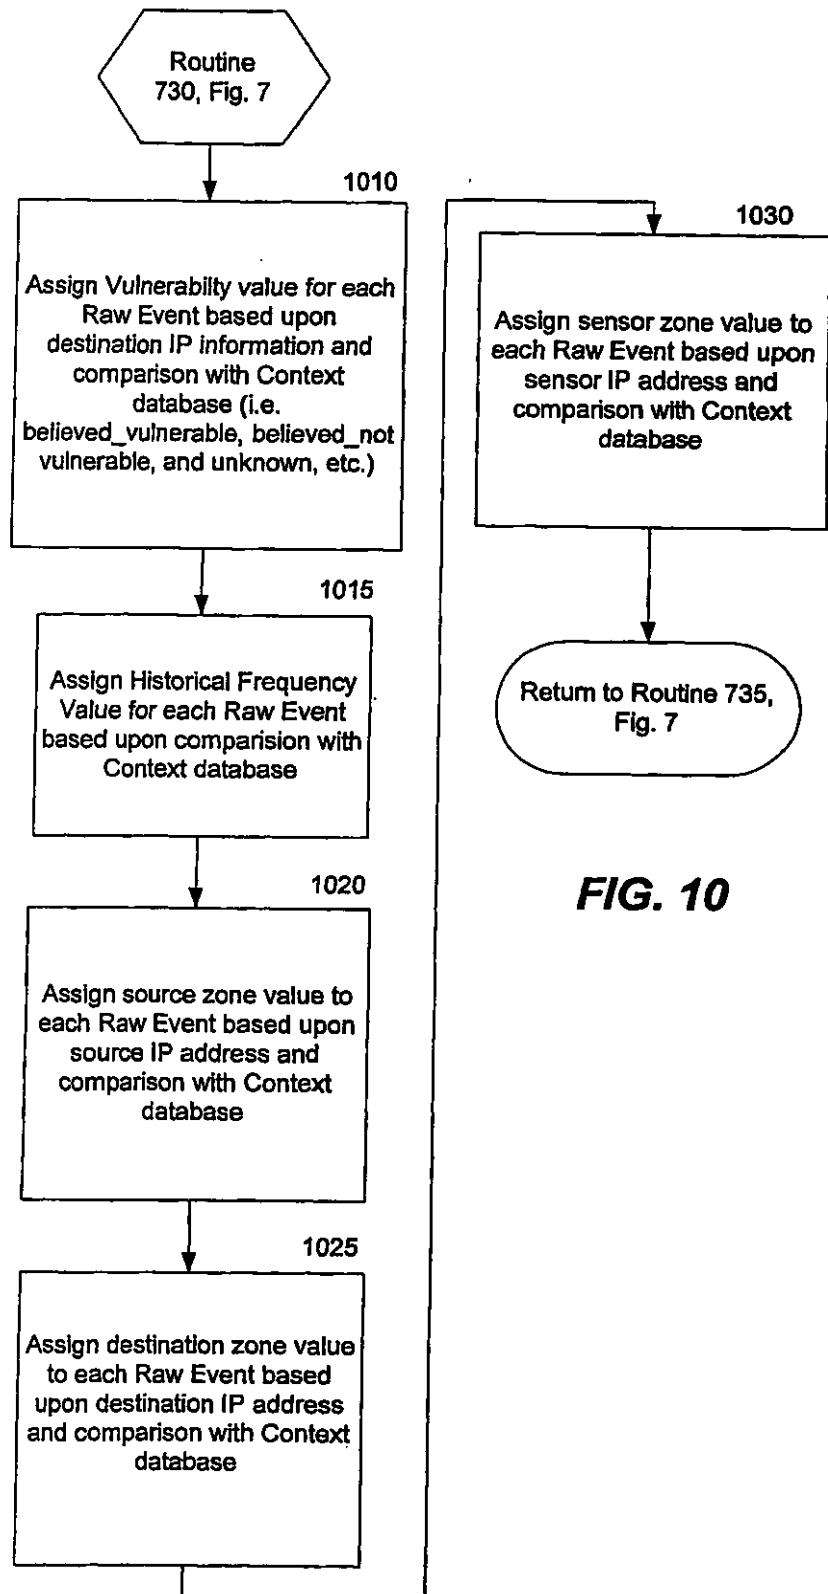 Routine
730, Fig. 7
1010
Assign Vulnerabilty value for each
Raw Event based upon
destination IP information and
comparison with Context
database (i.e.
believed_vulnerable, believed_not
vulnerable, and unknown, etc.)
1015
Assign Historical Frequency
Value for each Raw Event
based upon comparision with
Context database
1020
Assign source zone value to
each Raw Event based upon
source IP address and
comparison with Context
database
1025
Assign destination zone value
to each Raw Event based
upon destination IP address
and comparison with Context
database
1030
Assign sensor zone value to
each Raw Event based upon
sensor IP address and
comparison with Context
database
Return to Routine 735,
Fig. 7
FIG. 10